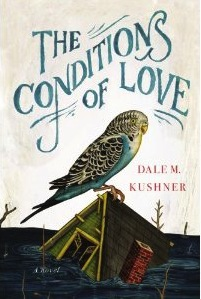 THE
CONDITIONS
OF LOVE
DALE M.
KUSHNER
A Novel